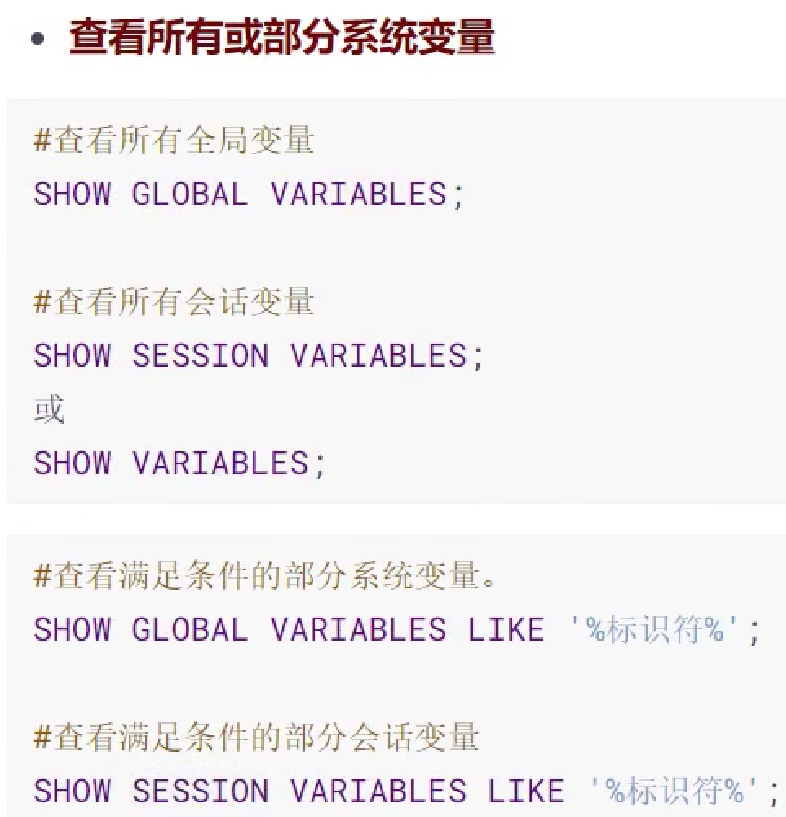 查看所有或部分系统变量
#查看所有全局变量
SHOW GLOBAL VARIABLES;
#查看所有会话变量
SHOW SESSION VARIABLES;
或
SHOW VARIABLES;
#查看满足条件的部分系统变量。
SHOW GLOBAL VARIABLES LIKE '%标识符%';
#查看满足条件的部分会话变量
SHOW SESSION VARIABLES LIKE '%标识符%';